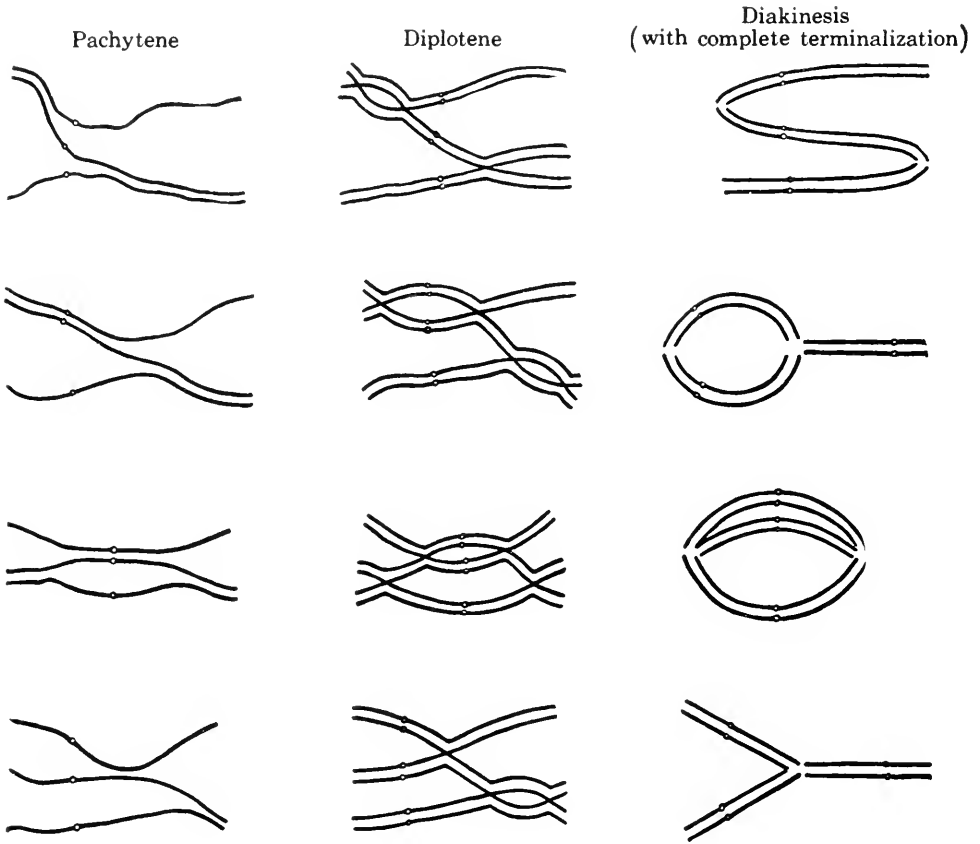 Pachytene
Diplotene
Diakinesis
(with complete terminalization)